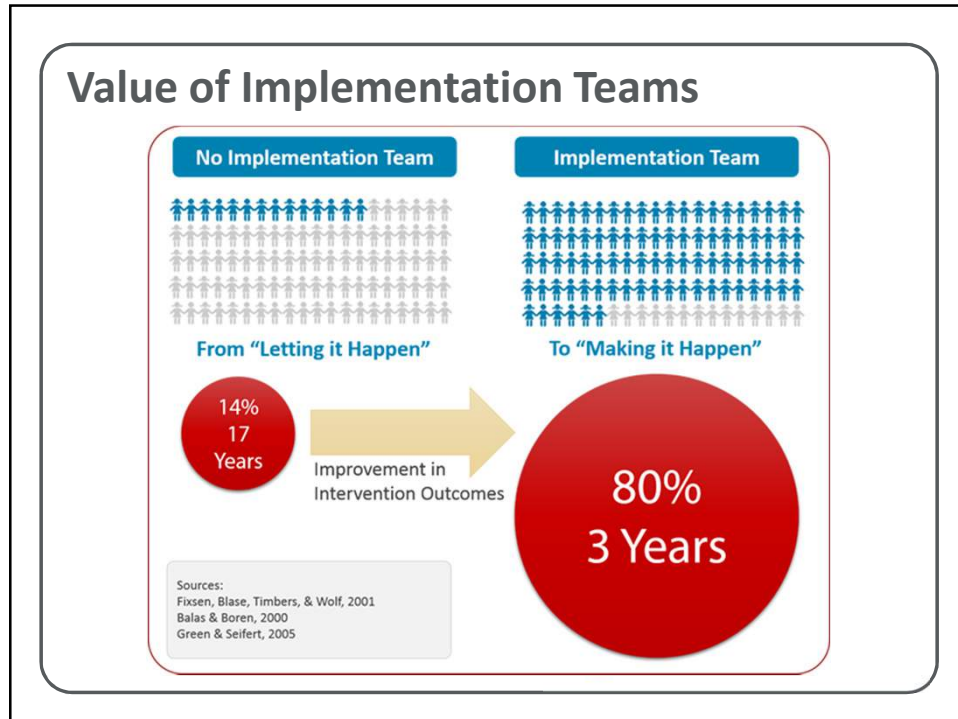 Value of Implementation Teams
No Implementation Team
Implementation Team
From “Letting it Happen”
To “Making it Happen”
14%
17
Years
Improvement in
Intervention Outcomes
80%
3 Years
Sources:
Fixsen, Blase, Timbers, & Wolf, 2001
Balas & Boren, 2000
Green & Seifert, 2005